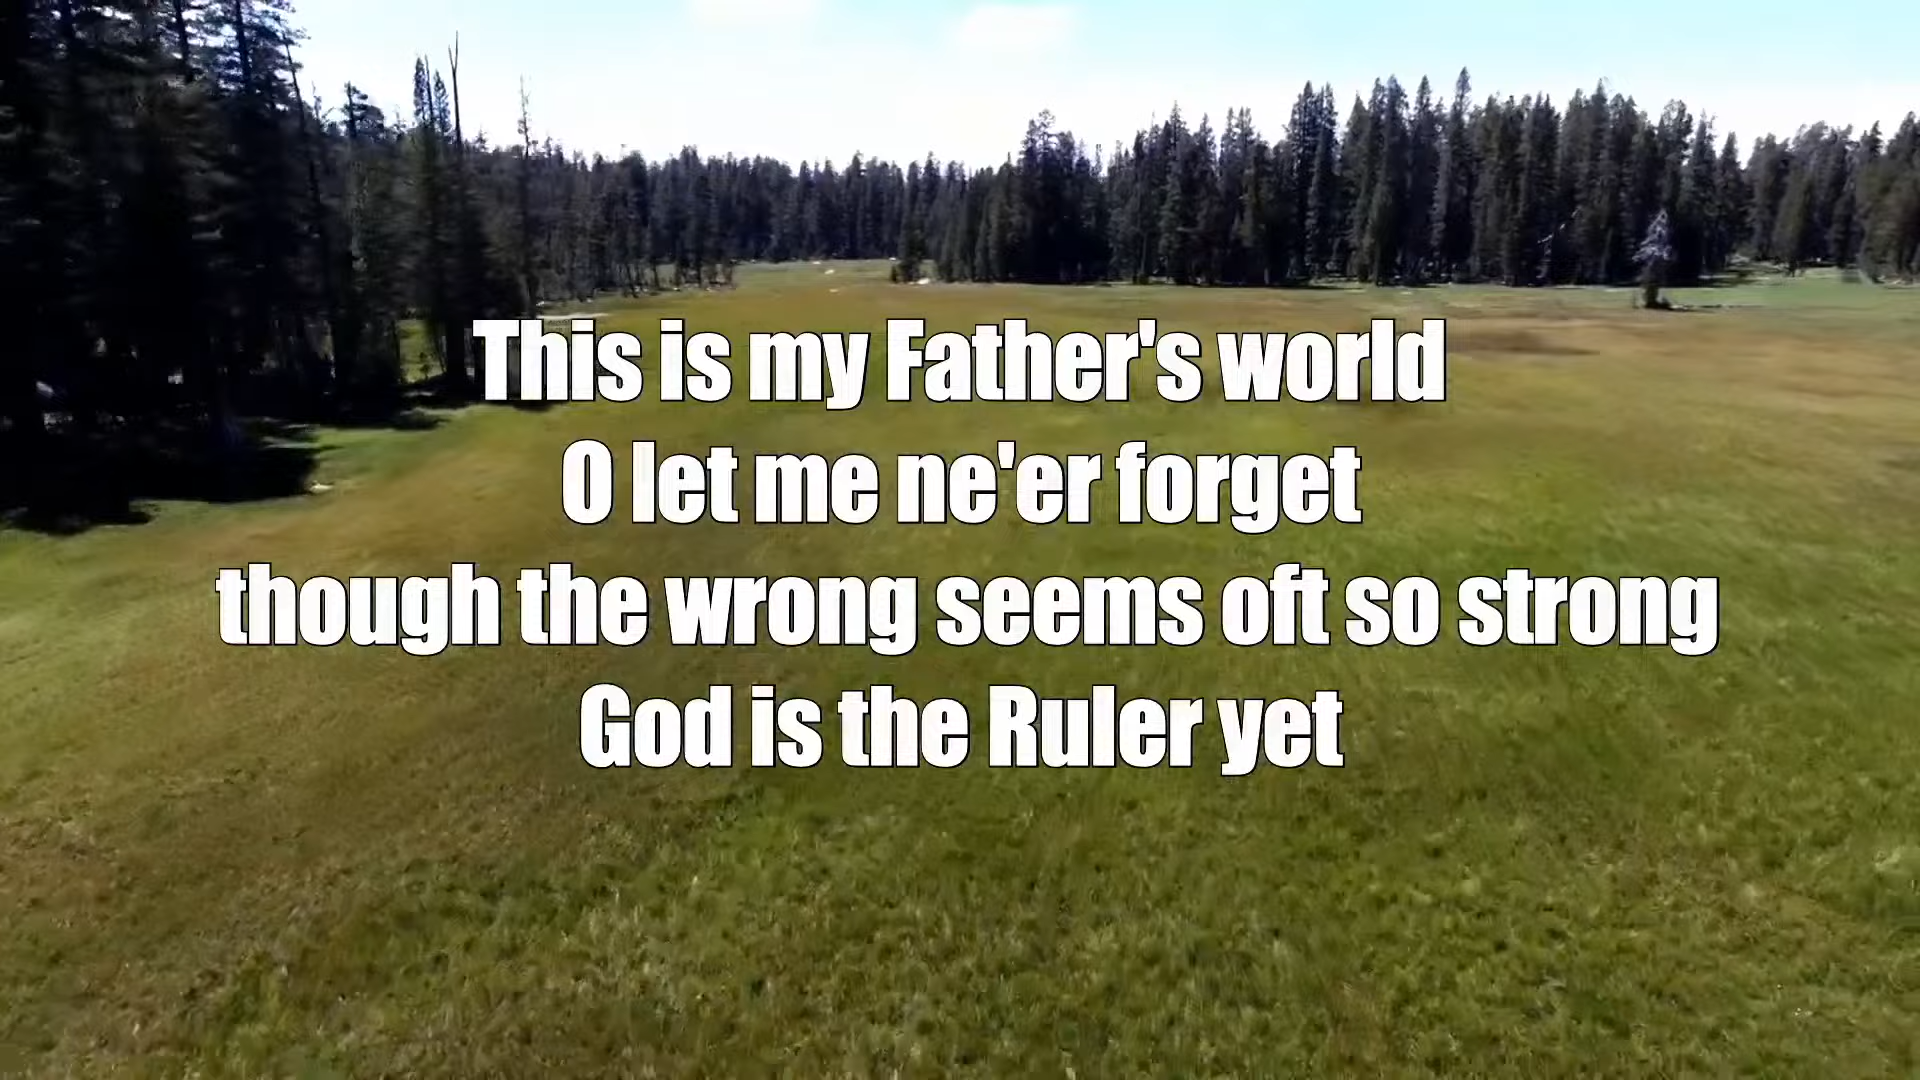 This is my Father's world
O let me ne'er forget
though the wrong seems oft so strong
God is the Ruler yet